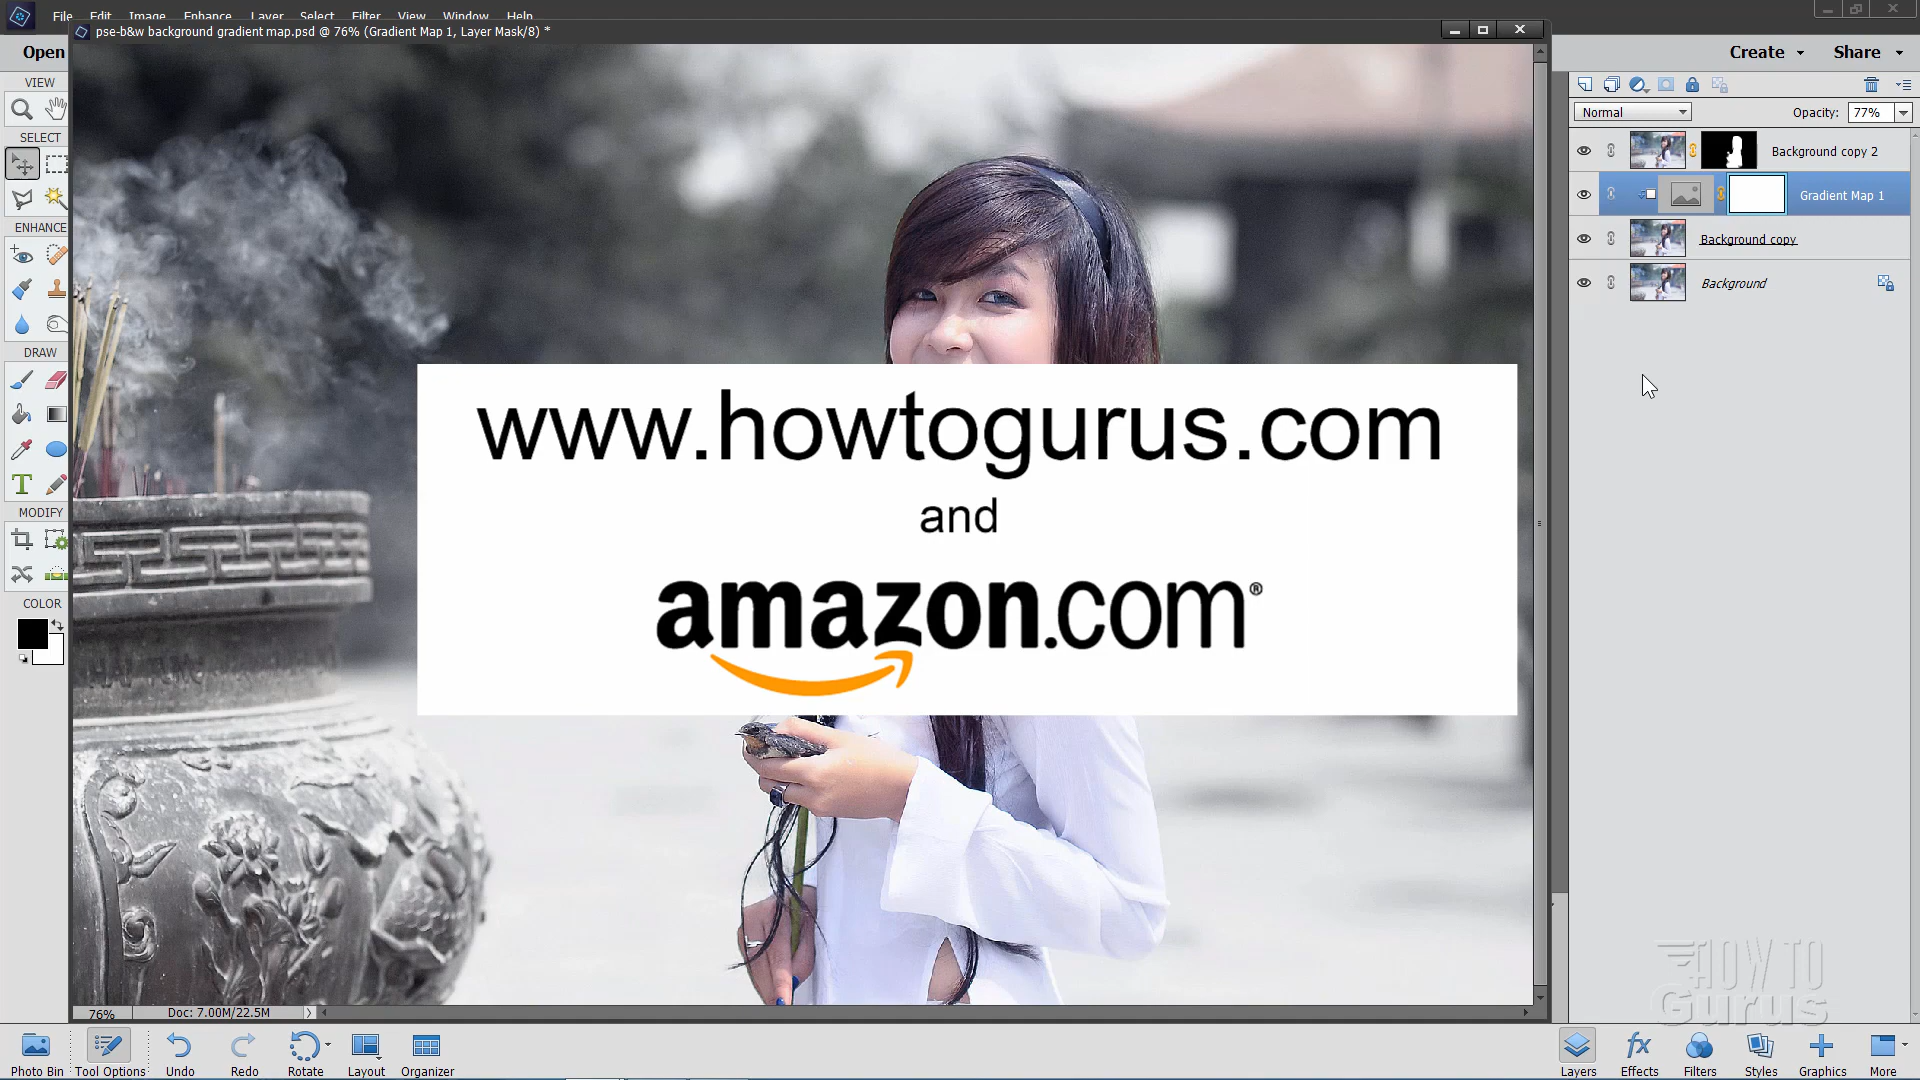 File Edit Image Enhance Layer Select Filter View Window Help
pse-b&w background gradient map.psd @ 76% (Gradient Map 1, Layer Mask/8) *
Open
Create
Share
VIEW
SELECT
ENHANCE
DRAW
MODIFY
COLOR
Normal
Opacity: 77%
Background copy 2
Gradient Map 1
Background copy
Background
www.howtogurus.com
and
amazon.com®
HOW TO
Gurus
76%
Doc: 7.00M/22.5M
Photo Bin
Tool Options
Undo
Redo
Rotate
Layout
Organizer
Layers
Effects
Filters
Styles
Graphics
More